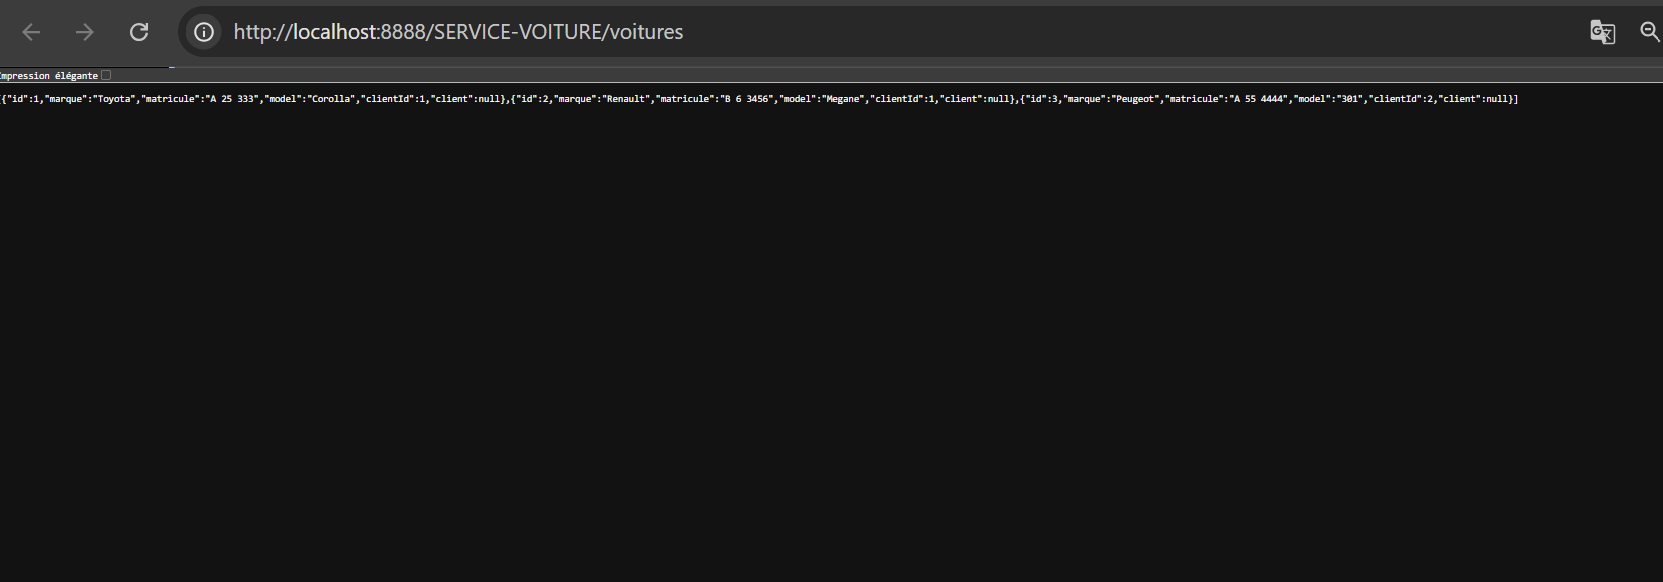 http://localhost:8888/SERVICE-VOITURE/voitures
Impression élégante
[{"id":1,"marque":"Toyota","matricule":"A 25 333","model":"Corolla","clientId":1,"client":null},{"id":2,"marque":"Renault","matricule":"B 6 3456","model":"Megane","clientId":1,"client":null},{"id":3,"marque":"Peugeot","matricule":"A 55 4444","model":"301","clientId":2,"client":null}]